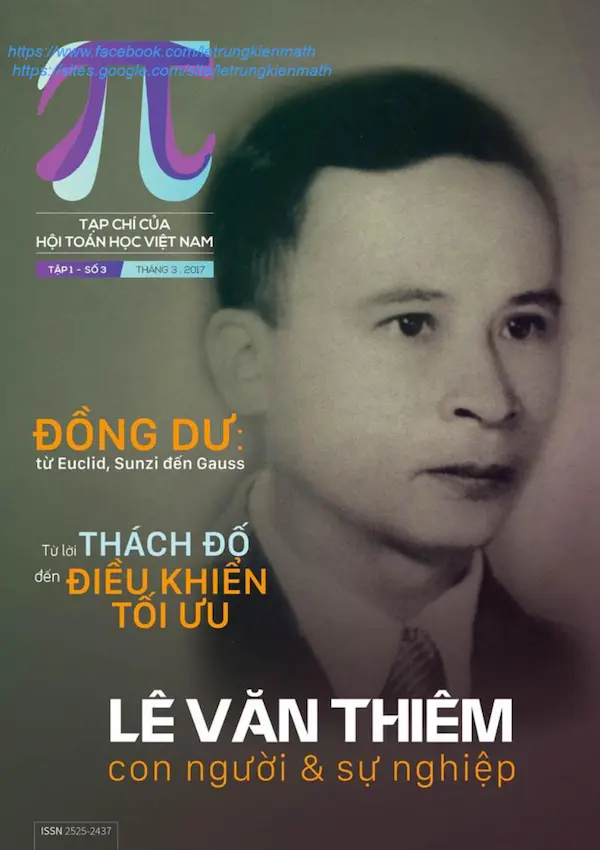 https://www.facebook.com/letrungkienmath
https://sites.google.com/site/letrungkienmath
π
TẠP CHÍ CỦA
HỘI TOÁN HỌC VIỆT NAM
TẬP 1 - SỐ 3 THÁNG 3 . 2017
ĐỒNG DƯ:
từ Euclid, Sunzi đến Gauss
Từ lời THÁCH ĐỐ
đến ĐIỀU KHIỂN
TỐI ƯU
LÊ VĂN THIÊM
con người & sự nghiệp
ISSN 2525-2437